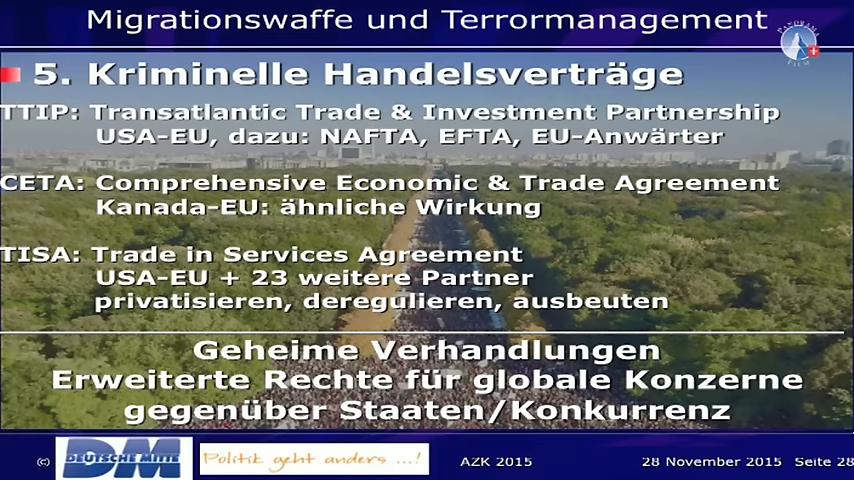 Migrationswaffe und Terrormanagement
PANORAMA
FILM
5. Kriminelle Handelsverträge
TTIP: Transatlantic Trade & Investment Partnership
USA-EU, dazu: NAFTA, EFTA, EU-Anwärter
CETA: Comprehensive Economic & Trade Agreement
Kanada-EU: ähnliche Wirkung
TISA: Trade in Services Agreement
USA-EU + 23 weitere Partner
privatisieren, deregulieren, ausbeuten
Geheime Verhandlungen
Erweiterte Rechte für globale Konzerne
gegenüber Staaten/Konkurrenz
(c) DM DEUTSCHE MITTE Politik geht anders ...! AZK 2015 28 November 2015 Seite 28